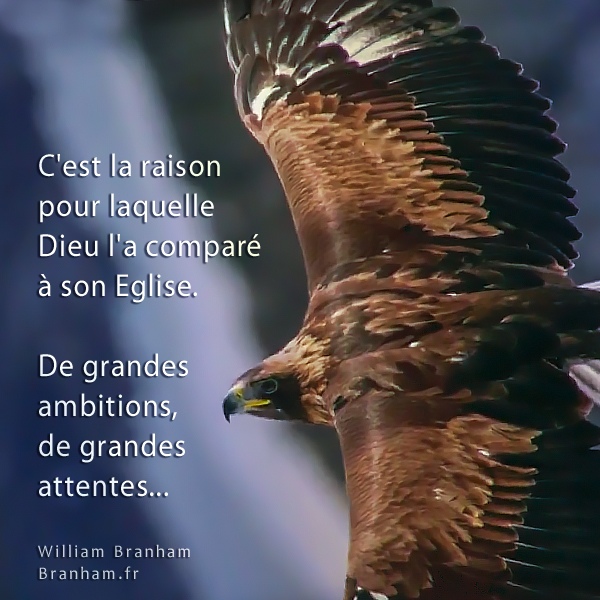 C'est la raison
pour laquelle
Dieu l'a comparé
à son Eglise.
De grandes
ambitions,
de grandes
attentes...
William Branham
Branham.fr